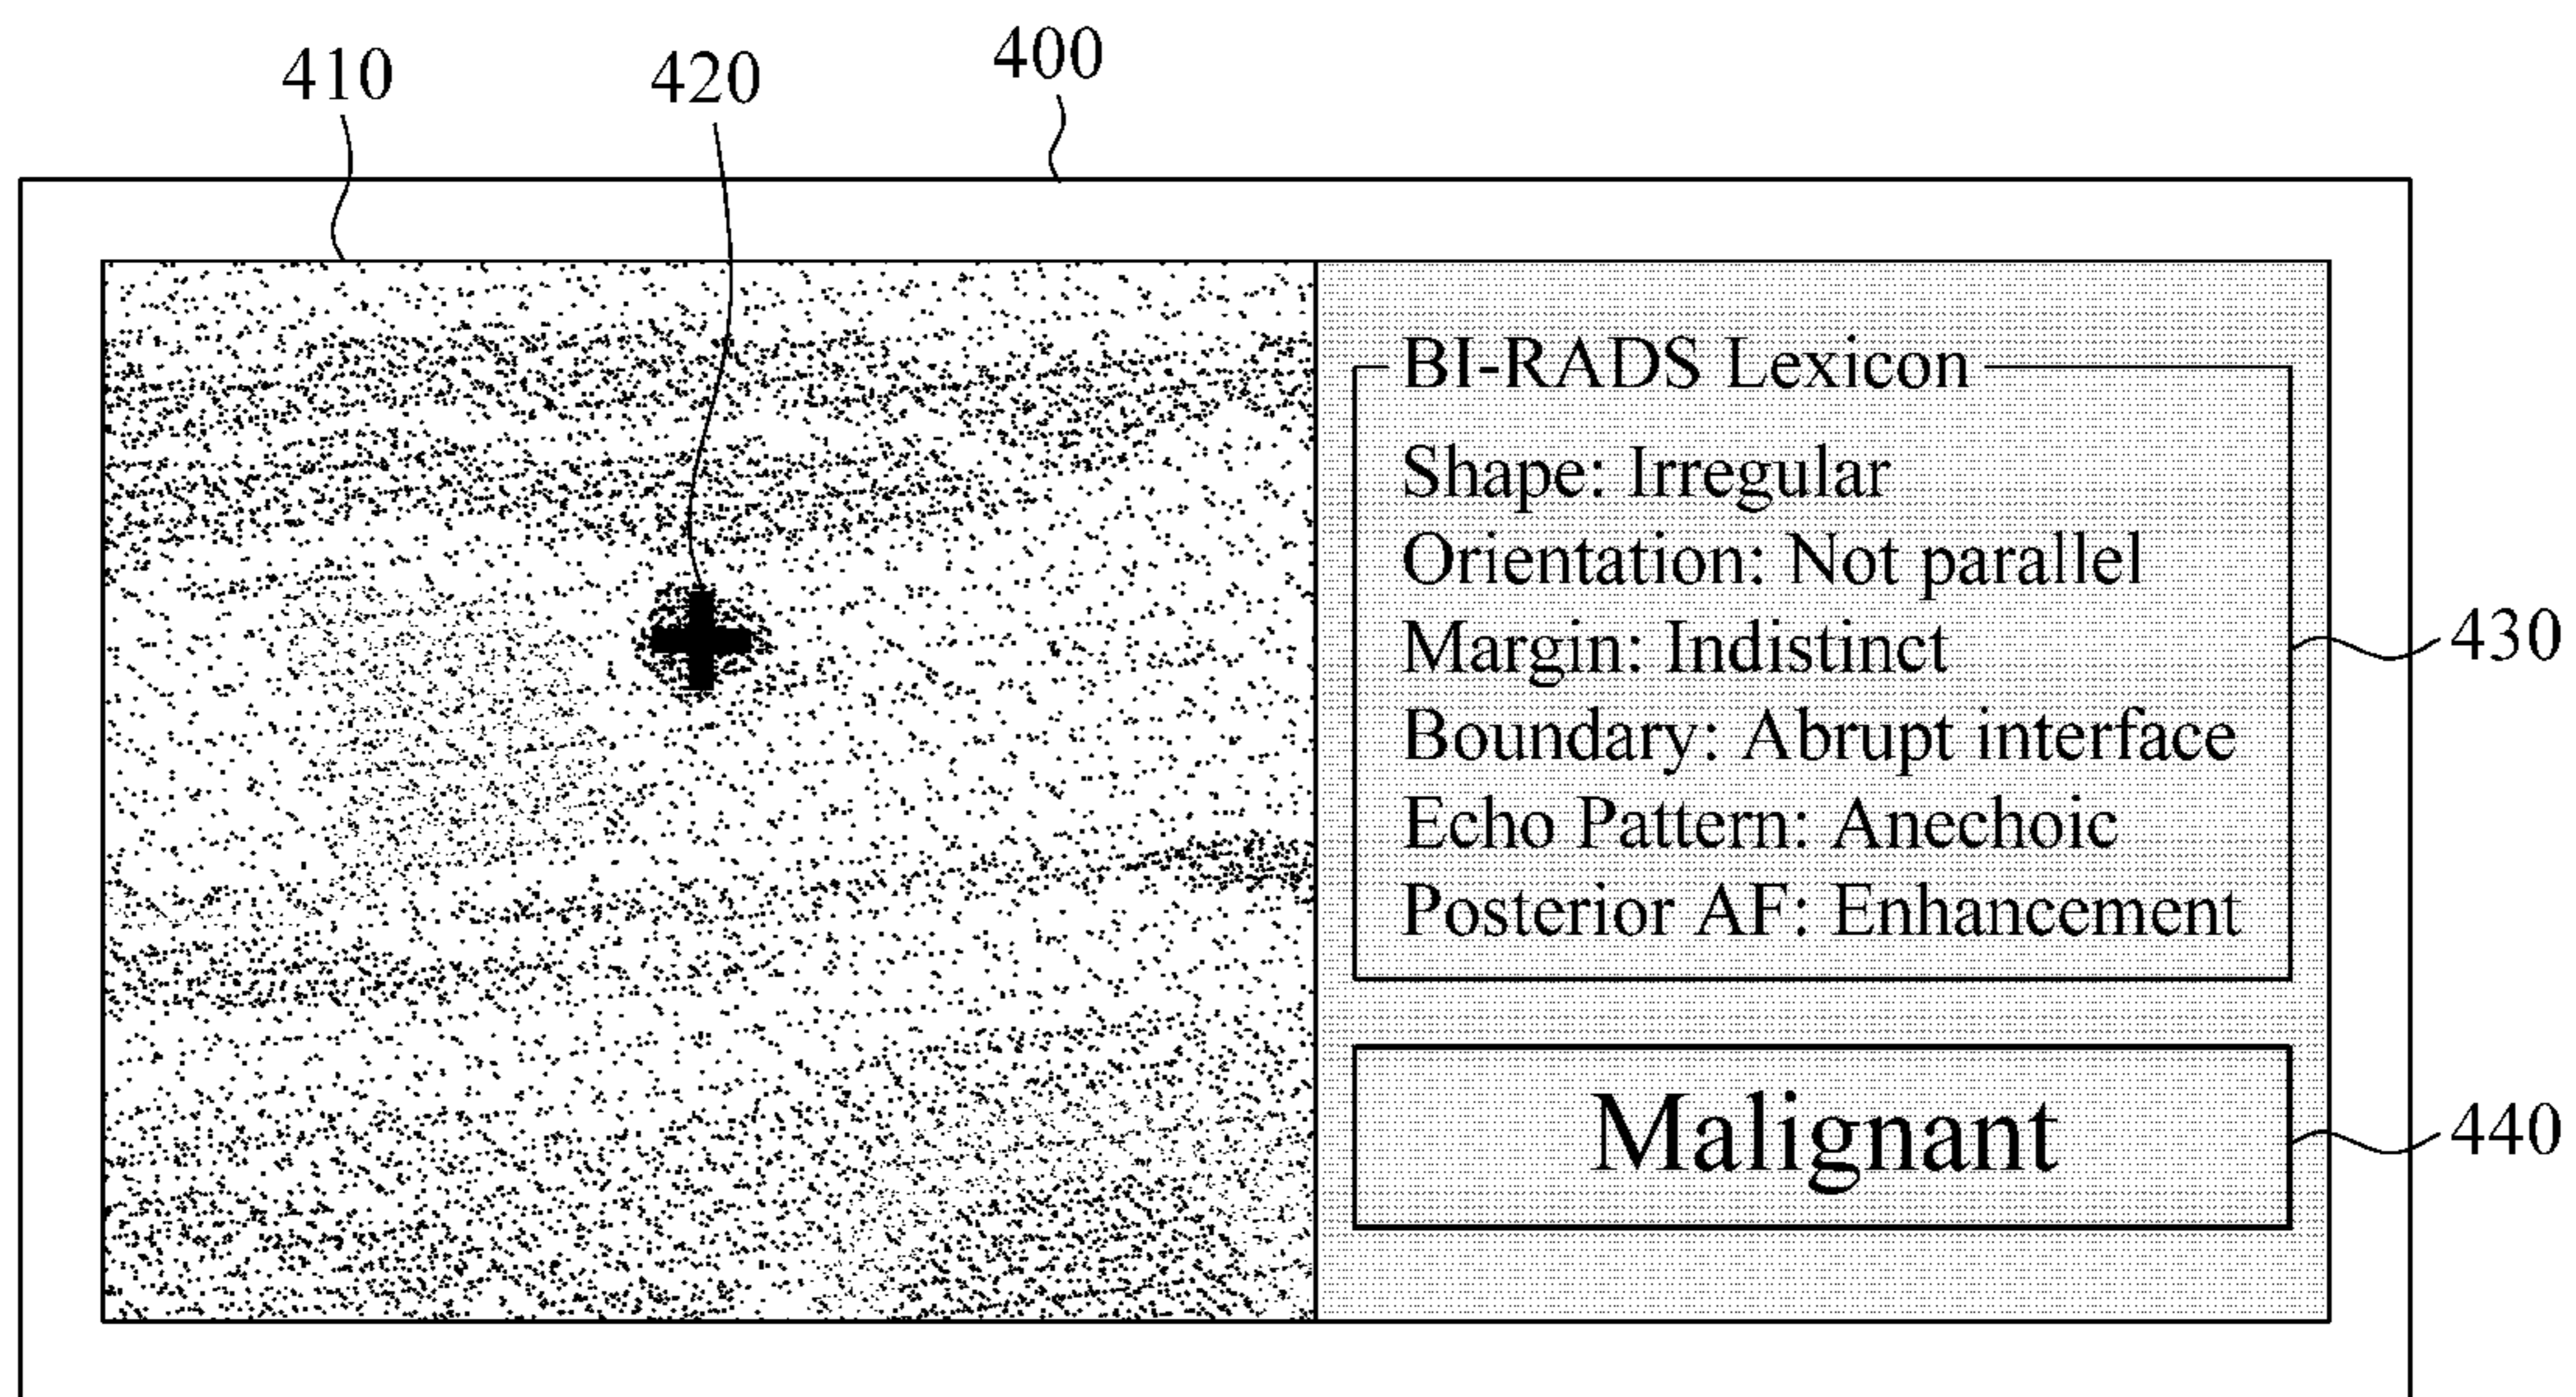 410
420
400
BI-RADS Lexicon
Shape: Irregular
Orientation: Not parallel
Margin: Indistinct
Boundary: Abrupt interface
Echo Pattern: Anechoic
Posterior AF: Enhancement
430
Malignant
440